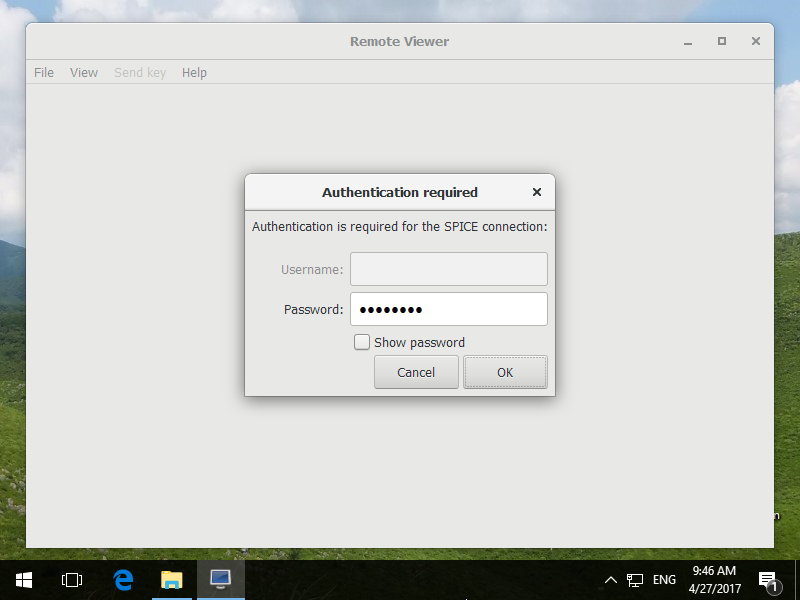 Remote Viewer
File View Send key Help
Authentication required
Authentication is required for the SPICE connection:
Username:
Password: ●●●●●●●●
Show password
Cancel OK
ENG
9:46 AM
4/27/2017
1